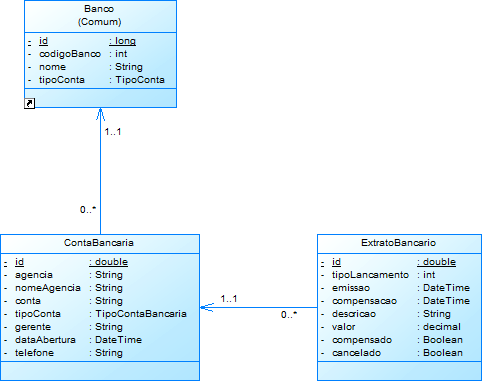 Banco
(Comum)
- id : long
- codigoBanco : int
- nome : String
- tipoConta : TipoConta
1..1
0..*
ContaBancaria
- id : double
- agencia : String
- nomeAgencia : String
- conta : String
- tipoConta : TipoContaBancaria
- gerente : String
- dataAbertura : DateTime
- telefone : String
1..1
0..*
ExtratoBancario
- id : double
- tipoLancamento : int
- emissao : DateTime
- compensacao : DateTime
- descricao : String
- valor : decimal
- compensado : Boolean
- cancelado : Boolean